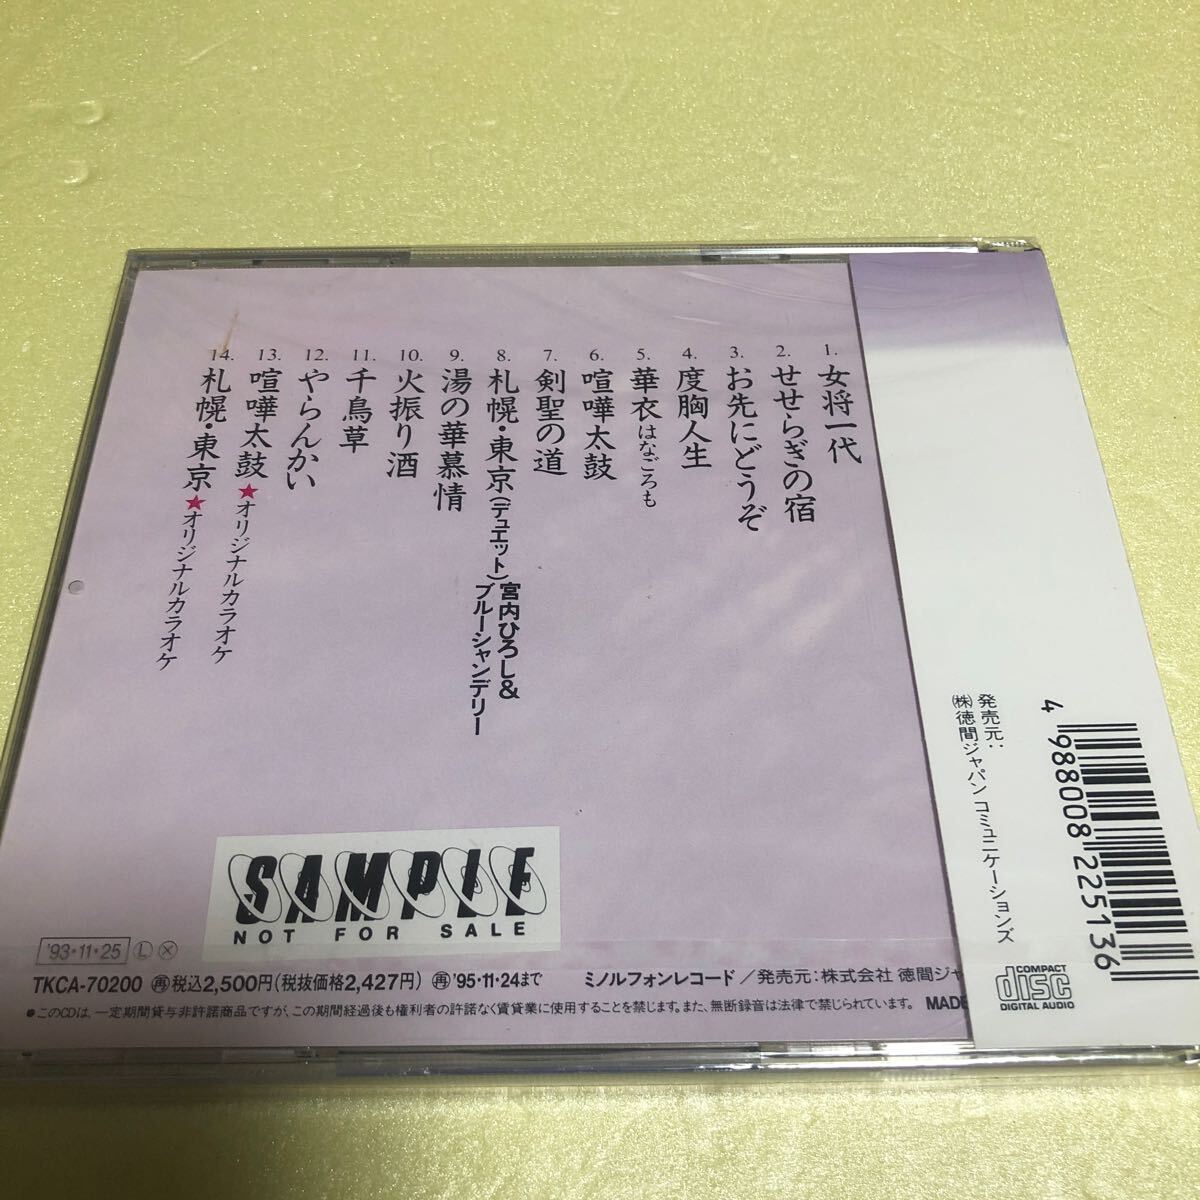 1. 女将一代
2. せせらぎの宿
3. お先にどうぞ
4. 度胸人生
5. 華衣はなごろも
6. 喧嘩太鼓
7. 剣聖の道
8. 札幌・東京(デュエット)宮内ひろし&
ブルーシャンデリー
9. 湯の華慕情
10. 火振り酒
11. 千鳥草
12. やらんかい
13. 喧嘩太鼓★オリジナルカラオケ
14. 札幌・東京★オリジナルカラオケ
発売元:
㈱徳間ジャパンコミュニケーションズ
4 988008 225136
SAMPLE
NOT FOR SALE
'93・11・25 Ⓛ ⓧ
TKCA-70200 ㊢税込2,500円(税抜価格2,427円) ㊢'95・11・24まで ミノルフォンレコード/発売元:株式会社 徳間ジャ
●このCDは、一定期間貸与非許諾商品ですが、この期間経過後も権利者の許諾なく賃貸業に使用することを禁じます。また、無断録音は法律で禁じられています。 MADE
COMPACT
disc
DIGITAL AUDIO